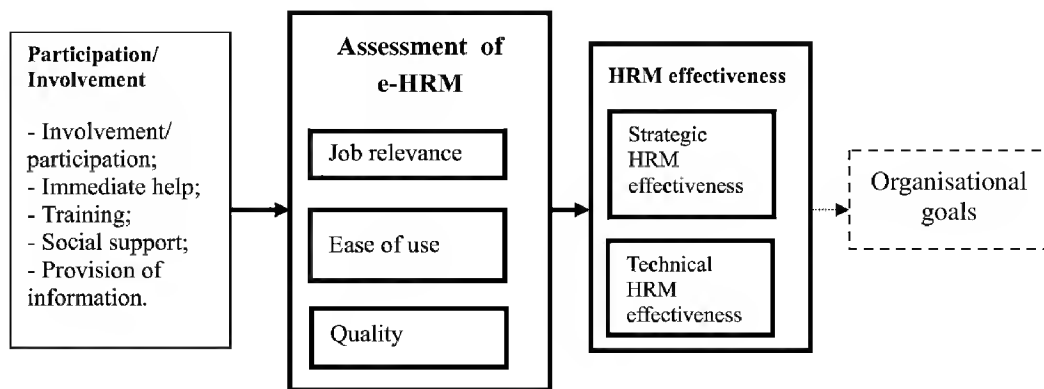 Participation/
Involvement
- Involvement/
participation;
- Immediate help;
- Training;
- Social support;
- Provision of
information.
Assessment of
e-HRM
Job relevance
Ease of use
Quality
HRM effectiveness
Strategic
HRM
effectiveness
Technical
HRM
effectiveness
Organisational
goals